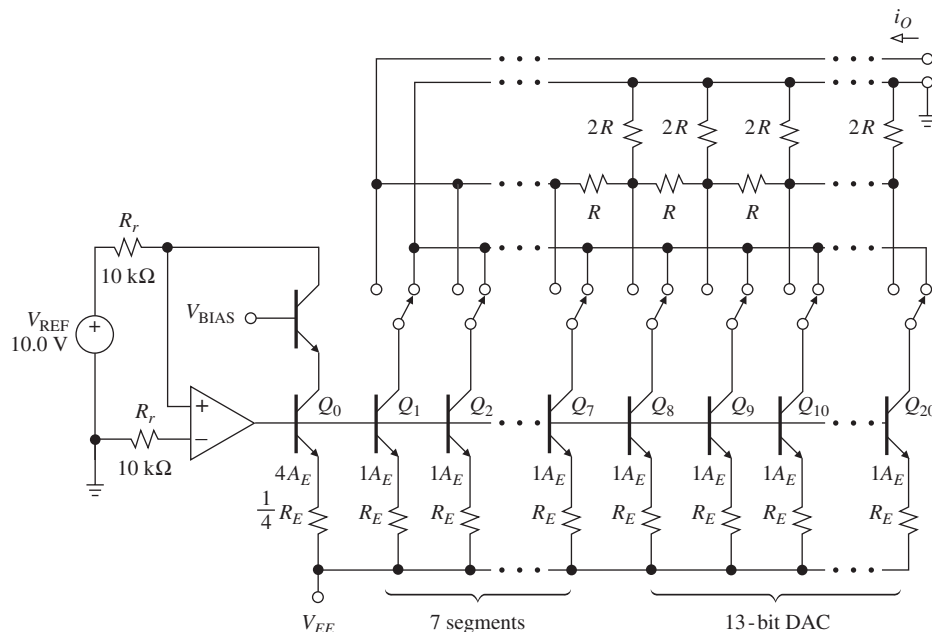 i_O
2R 2R 2R 2R
R R R
R_r
10 kΩ
V_BIAS
V_REF
10.0 V
+
+
−
R_r
10 kΩ
Q_0 Q_1 Q_2 Q_7 Q_8 Q_9 Q_10 Q_20
4A_E 1A_E 1A_E 1A_E 1A_E 1A_E 1A_E 1A_E
1/4 R_E R_E R_E R_E R_E R_E R_E R_E
V_EE
7 segments
13-bit DAC